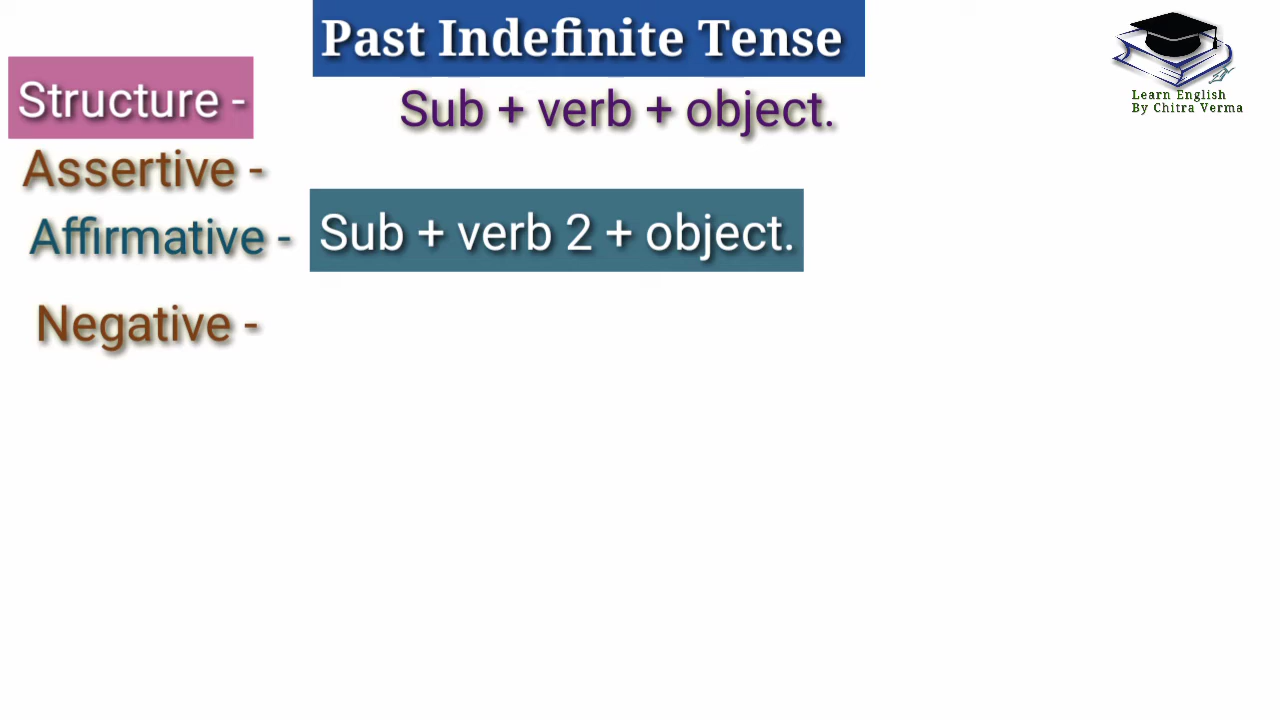 Past Indefinite Tense
Learn English
By Chitra Verma
Structure -
Sub + verb + object.
Assertive -
Affirmative -
Sub + verb 2 + object.
Negative -